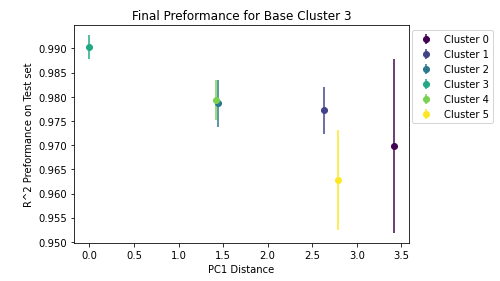 Final Preformance for Base Cluster 3
R^2 Preformance on Test set
0.990
0.985
0.980
0.975
0.970
0.965
0.960
0.955
0.950
0.0 0.5 1.0 1.5 2.0 2.5 3.0 3.5
PC1 Distance
Cluster 0
Cluster 1
Cluster 2
Cluster 3
Cluster 4
Cluster 5